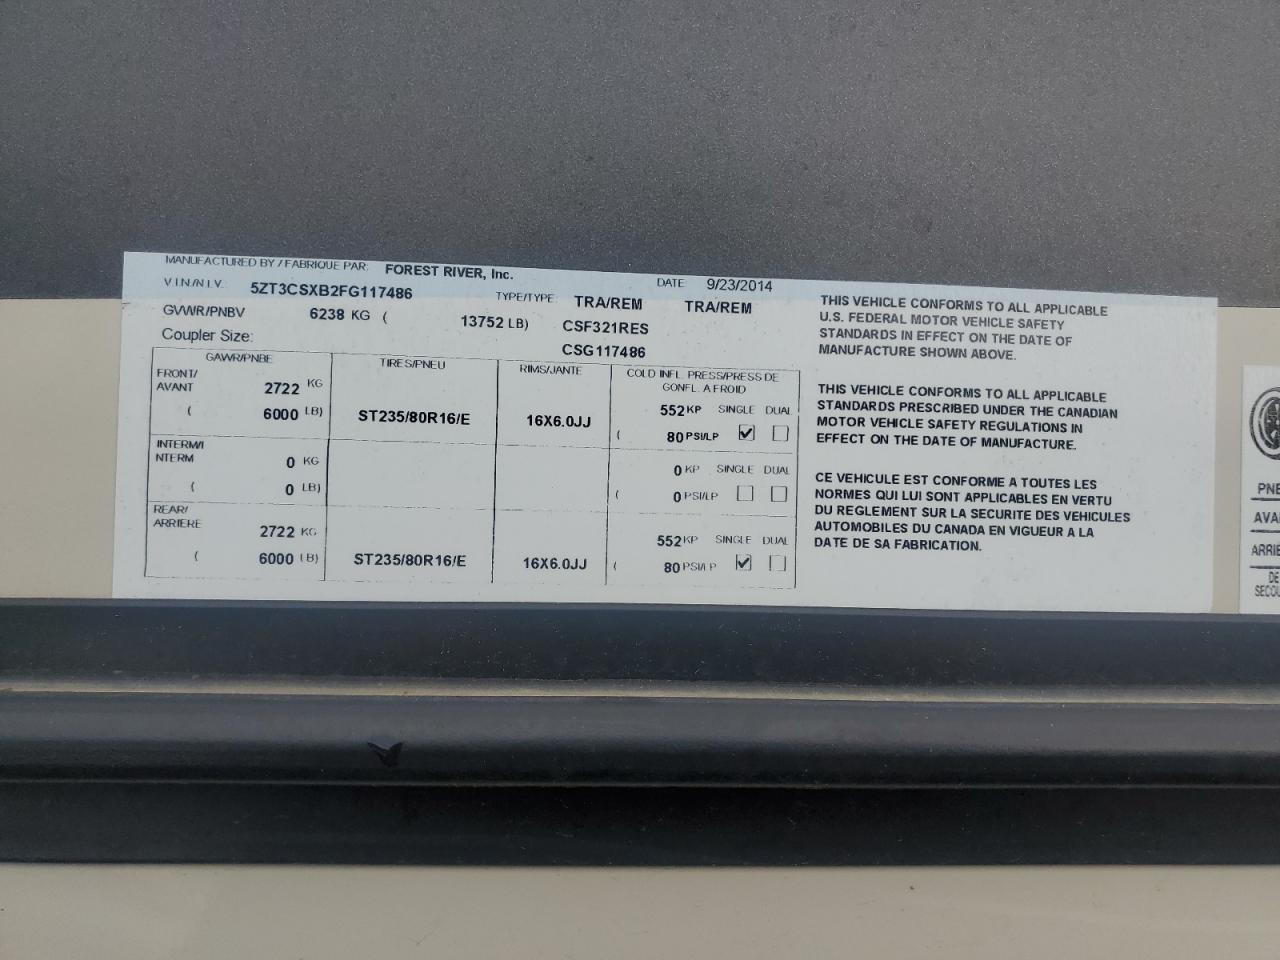 MANUFACTURED BY / FABRIQUE PAR: FOREST RIVER, Inc. DATE 9/23/2014
V.I.N/N.I.V. 5ZT3CSXB2FG117486 TYPE/TYPE: TRA/REM TRA/REM
GVWR/PNBV 6238 KG ( 13752 LB) CSF321RES
Coupler Size: CSG117486
GAWR/PNBE TIRES/PNEU RIMS/JANTE COLD INFL. PRESS/PRESS DE
GONFL. A FROID
FRONT/
AVANT 2722 KG 552 KP SINGLE DUAL
( 6000 LB) ST235/80R16/E 16X6.0JJ ( 80 PSI/LP
INTERM/I
NTERM 0 KG 0 KP SINGLE DUAL
( 0 LB) ( 0 PSI/LP
REAR/
ARRIERE 2722 KG 552 KP SINGLE DUAL
( 6000 LB) ST235/80R16/E 16X6.0JJ ( 80 PSI/LP
THIS VEHICLE CONFORMS TO ALL APPLICABLE
U.S. FEDERAL MOTOR VEHICLE SAFETY
STANDARDS IN EFFECT ON THE DATE OF
MANUFACTURE SHOWN ABOVE.
THIS VEHICLE CONFORMS TO ALL APPLICABLE
STANDARDS PRESCRIBED UNDER THE CANADIAN
MOTOR VEHICLE SAFETY REGULATIONS IN
EFFECT ON THE DATE OF MANUFACTURE.
CE VEHICULE EST CONFORME A TOUTES LES
NORMES QUI LUI SONT APPLICABLES EN VERTU
DU REGLEMENT SUR LA SECURITE DES VEHICULES
AUTOMOBILES DU CANADA EN VIGUEUR A LA
DATE DE SA FABRICATION.
PNE
AVA
ARRIE
DE
SECOU